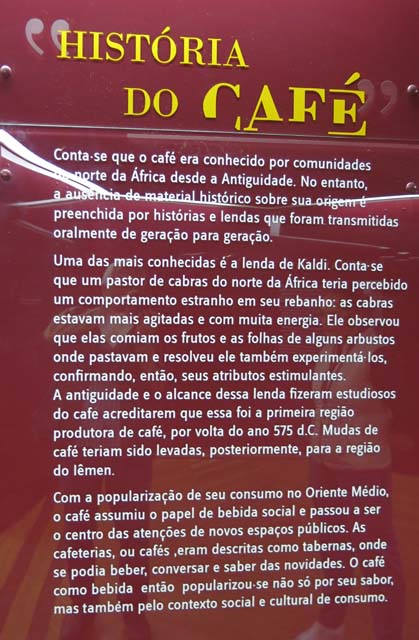 "HISTÓRIA
DO CAFÉ"
Conta-se que o café era conhecido por comunidades
norte da África desde a Antiguidade. No entanto,
a ausência de material histórico sobre sua origem é
preenchida por histórias e lendas que foram transmitidas
oralmente de geração para geração.
Uma das mais conhecidas é a lenda de Kaldi. Conta-se
que um pastor de cabras do norte da África teria percebido
um comportamento estranho em seu rebanho: as cabras
estavam mais agitadas e com muita energia. Ele observou
que elas comiam os frutos e as folhas de alguns arbustos
onde pastavam e resolveu ele também experimentá-los,
confirmando, então, seus atributos estimulantes.
A antiguidade e o alcance dessa lenda fizeram estudiosos
do cafe acreditarem que essa foi a primeira região
produtora de café, por volta do ano 575 d.C. Mudas de
café teriam sido levadas, posteriormente, para a região
do Iêmen.
Com a popularização de seu consumo no Oriente Médio,
o café assumiu o papel de bebida social e passou a ser
o centro das atenções de novos espaços públicos. As
cafeterias, ou cafés ,eram descritas como tabernas, onde
se podia beber, conversar e saber das novidades. O café
como bebida então popularizou-se não só por seu sabor,
mas também pelo contexto social e cultural de consumo.